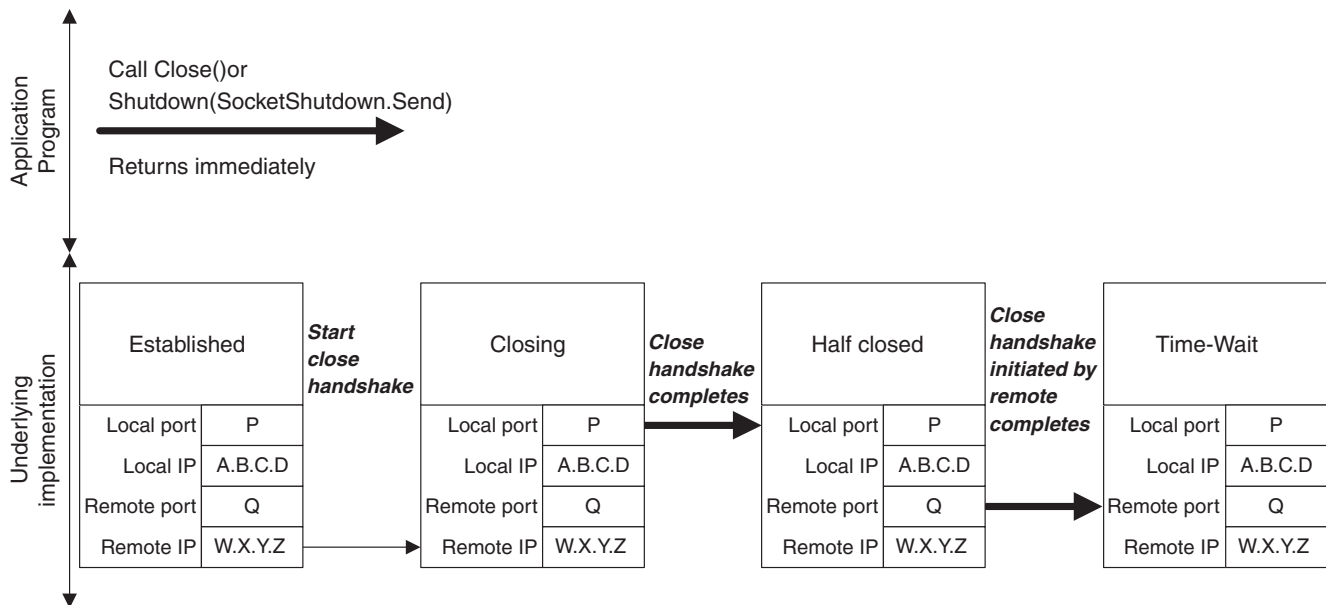 Application
Program
Call Close()or
Shutdown(SocketShutdown.Send)
Returns immediately
Underlying
implementation
Established
Local port P
Local IP A.B.C.D
Remote port Q
Remote IP W.X.Y.Z
Start
close
handshake
Closing
Local port P
Local IP A.B.C.D
Remote port Q
Remote IP W.X.Y.Z
Close
handshake
completes
Half closed
Local port P
Local IP A.B.C.D
Remote port Q
Remote IP W.X.Y.Z
Close
handshake
initiated by
remote
completes
Time-Wait
Local port P
Local IP A.B.C.D
Remote port Q
Remote IP W.X.Y.Z